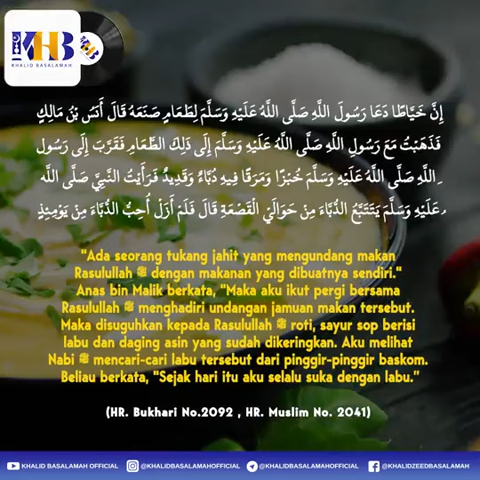 KHB
KHALID BASALAMAH
إِنَّ خَيَّاطًا دَعَا رَسُولَ اللَّهِ صَلَّى اللَّهُ عَلَيْهِ وَسَلَّمَ لِطَعَامٍ صَنَعَهُ قَالَ أَنَسُ بْنُ مَالِكٍ
فَذَهَبْتُ مَعَ رَسُولِ اللَّهِ صَلَّى اللَّهُ عَلَيْهِ وَسَلَّمَ إِلَى ذَلِكَ الطَّعَامِ فَقَرَّبَ إِلَى رَسُولِ
اللَّهِ صَلَّى اللَّهُ عَلَيْهِ وَسَلَّمَ خُبْزًا وَمَرَقًا فِيهِ دُبَّاءٌ وَقَدِيدٌ فَرَأَيْتُ النَّبِيَّ صَلَّى اللَّهُ
عَلَيْهِ وَسَلَّمَ يَتَتَبَّعُ الدُّبَّاءَ مِنْ حَوَالَيْ الْقَصْعَةِ قَالَ فَلَمْ أَزَلْ أُحِبُّ الدُّبَّاءَ مِنْ يَوْمِئِذٍ
"Ada seorang tukang jahit yang mengundang makan
Rasulullah ﷺ dengan makanan yang dibuatnya sendiri."
Anas bin Malik berkata, "Maka aku ikut pergi bersama
Rasulullah ﷺ menghadiri undangan jamuan makan tersebut.
Maka disuguhkan kepada Rasulullah ﷺ roti, sayur sop berisi
labu dan daging asin yang sudah dikeringkan. Aku melihat
Nabi ﷺ mencari-cari labu tersebut dari pinggir-pinggir baskom.
Beliau berkata, "Sejak hari itu aku selalu suka dengan labu."
(HR. Bukhari No.2092 , HR. Muslim No. 2041)
KHALID BASALAMAH OFFICIAL @KHALIDBASALAMAHOFFICIAL @KHALIDBASALAMAHOFFICIAL @KHALIDZEEDBASALAMAH